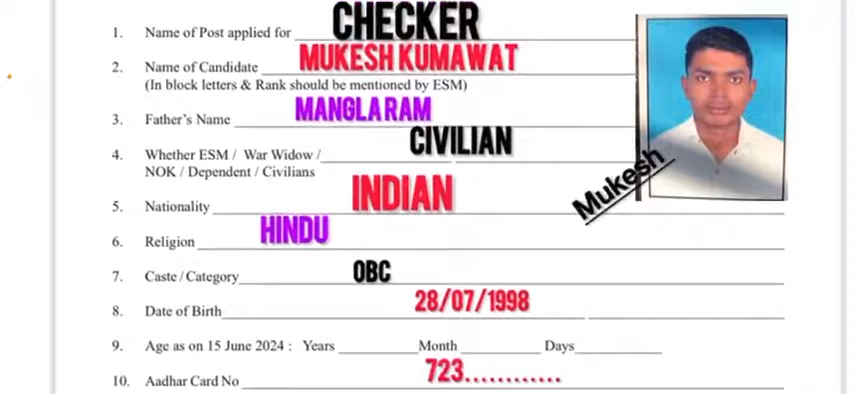 1. Name of Post applied for CHECKER
2. Name of Candidate MUKESH KUMAWAT
(In block letters & Rank should be mentioned by ESM)
3. Father's Name MANGLA RAM
4. Whether ESM / War Widow / CIVILIAN
NOK / Dependent / Civilians
Mukesh
5. Nationality INDIAN
6. Religion HINDU
7. Caste / Category OBC
8. Date of Birth 28/07/1998
9. Age as on 15 June 2024 : Years Month Days
10. Aadhar Card No 723............